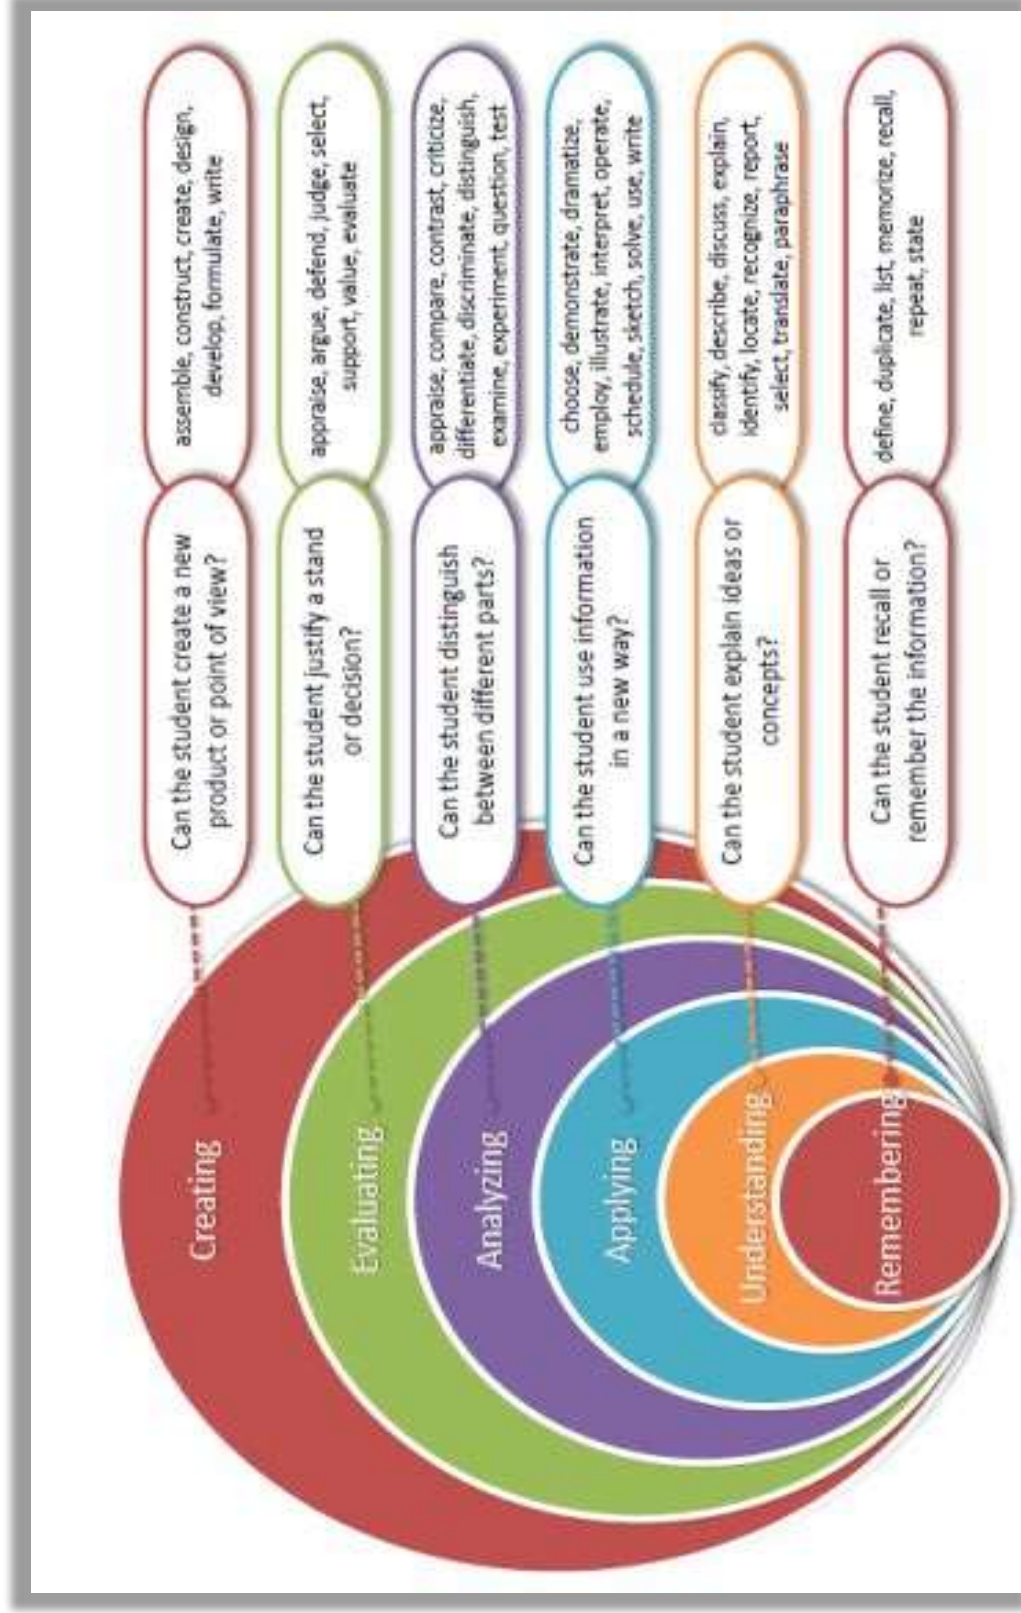 Creating
Can the student create a new
product or point of view?
assemble, construct, create, design,
develop, formulate, write
Evaluating
Can the student justify a stand
or decision?
appraise, argue, defend, judge, select,
support, value, evaluate
Analyzing
Can the student distinguish
between different parts?
appraise, compare, contrast, criticize,
differentiate, discriminate, distinguish,
examine, experiment, question, test
Applying
Can the student use information
in a new way?
choose, demonstrate, dramatize,
employ, illustrate, interpret, operate,
schedule, sketch, solve, use, write
Understanding
Can the student explain ideas or
concepts?
classify, describe, discuss, explain,
identify, locate, recognize, report,
select, translate, paraphrase
Remembering
Can the student recall or
remember the information?
define, duplicate, list, memorize, recall,
repeat, state